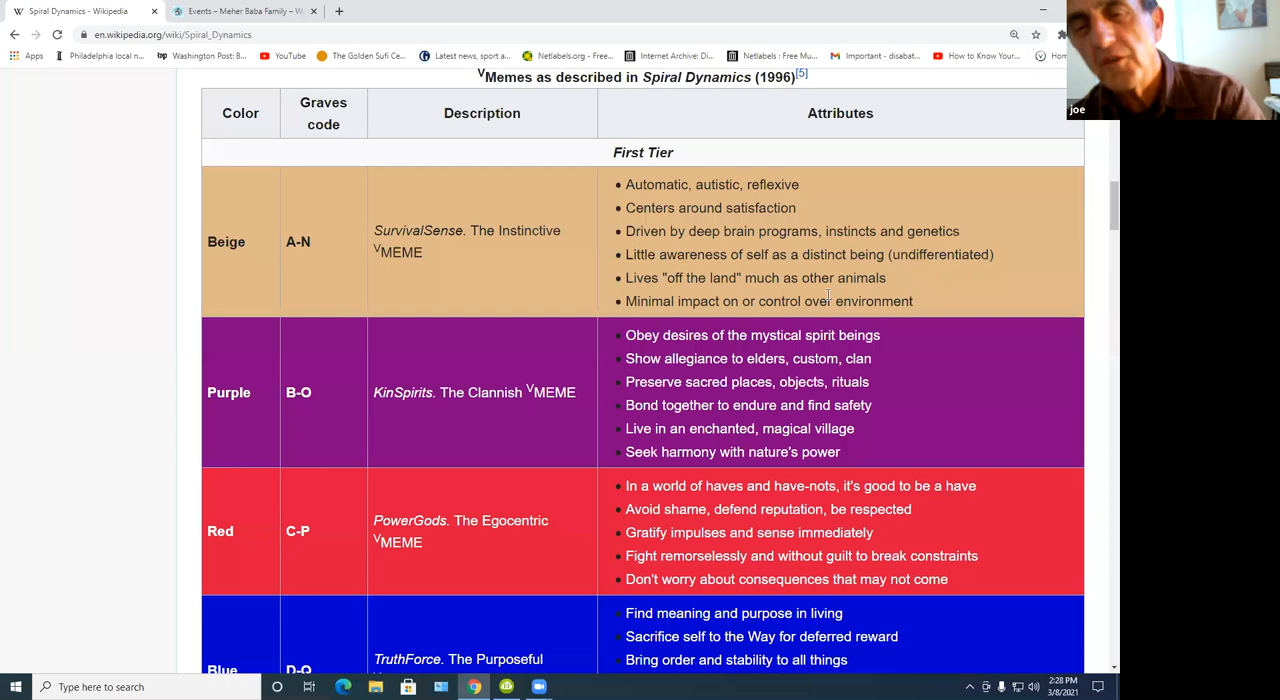 Spiral Dynamics - Wikipedia
Events – Meher Baba Family – W
en.wikipedia.org/wiki/Spiral_Dynamics
Apps
Philadelphia local n...
Washington Post: B...
YouTube
The Golden Sufi Ce...
Latest news, sport a...
Netlabels.org - Free...
Internet Archive: Di...
Netlabels : Free Mu...
Important - disabat...
How to Know Your...
Hom
joe
VMemes as described in Spiral Dynamics (1996)[5]
Color
Graves code
Description
Attributes
First Tier
Beige
A-N
SurvivalSense. The Instinctive
VMEME
• Automatic, autistic, reflexive
• Centers around satisfaction
• Driven by deep brain programs, instincts and genetics
• Little awareness of self as a distinct being (undifferentiated)
• Lives "off the land" much as other animals
• Minimal impact on or control over environment
Purple
B-O
KinSpirits. The Clannish VMEME
• Obey desires of the mystical spirit beings
• Show allegiance to elders, custom, clan
• Preserve sacred places, objects, rituals
• Bond together to endure and find safety
• Live in an enchanted, magical village
• Seek harmony with nature's power
Red
C-P
PowerGods. The Egocentric
VMEME
• In a world of haves and have-nots, it's good to be a have
• Avoid shame, defend reputation, be respected
• Gratify impulses and sense immediately
• Fight remorselessly and without guilt to break constraints
• Don't worry about consequences that may not come
Blue
D-Q
TruthForce. The Purposeful
• Find meaning and purpose in living
• Sacrifice self to the Way for deferred reward
• Bring order and stability to all things
Type here to search
2:28 PM
3/8/2021